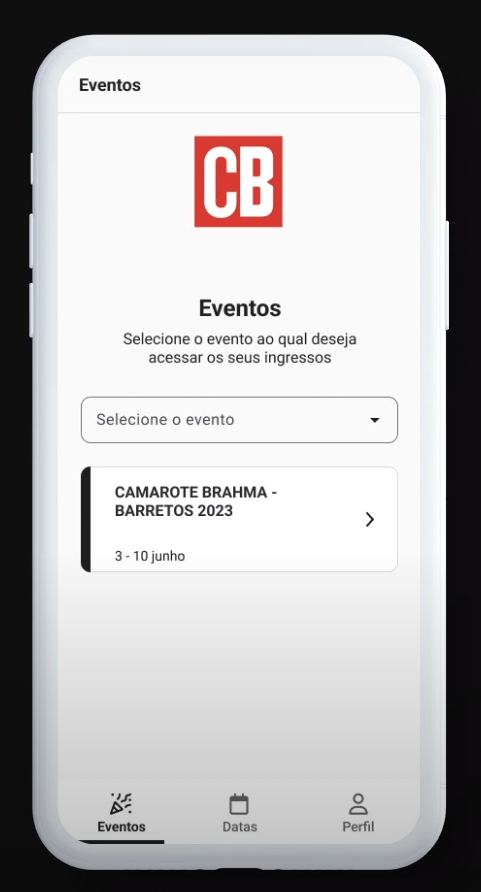 Eventos
CB
Eventos
Selecione o evento ao qual deseja
acessar os seus ingressos
Selecione o evento
CAMAROTE BRAHMA -
BARRETOS 2023
3 - 10 junho
Eventos
Datas
Perfil